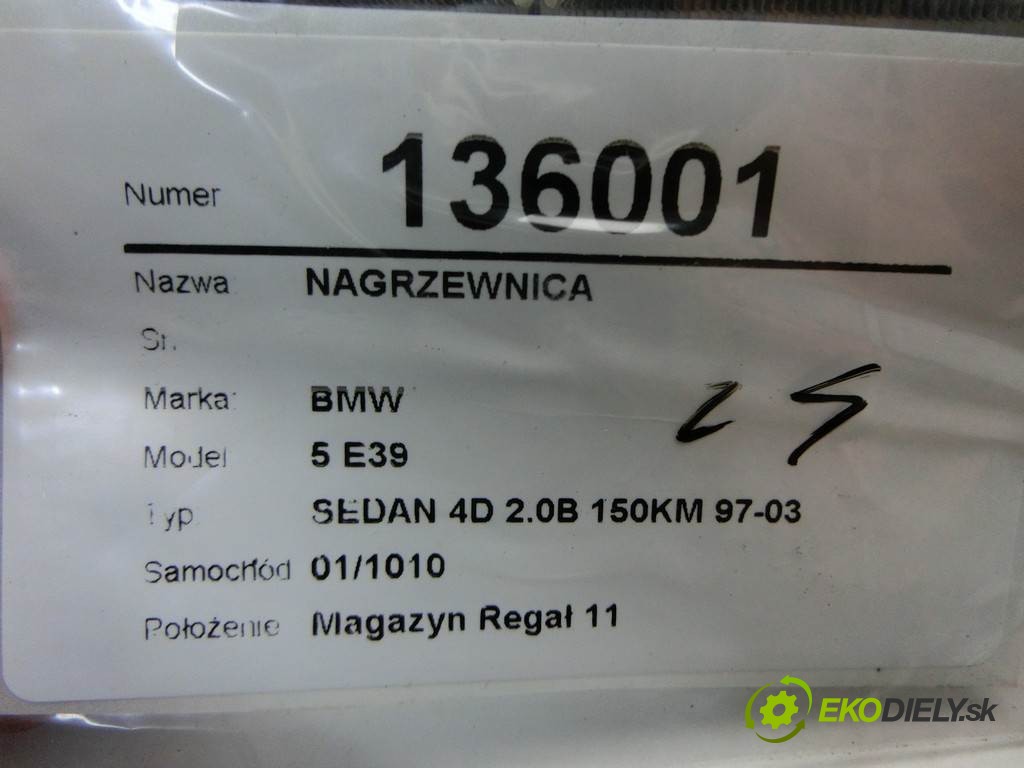 Numer 136001
Nazwa NAGRZEWNICA
Marka: BMW
Model 5 E39
Typ SEDAN 4D 2.0B 150KM 97-03
Samochód 01/1010
Położenie Magazyn Regał 11
EKODIELY.sk